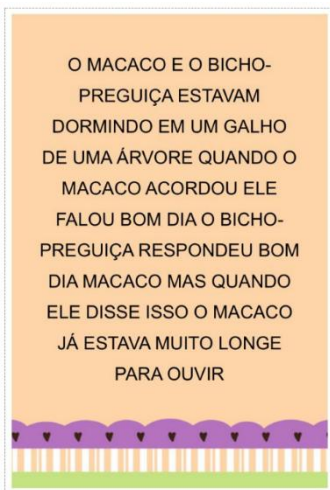 O MACACO E O BICHO-
PREGUIÇA ESTAVAM
DORMINDO EM UM GALHO
DE UMA ÁRVORE QUANDO O
MACACO ACORDOU ELE
FALOU BOM DIA O BICHO-
PREGUIÇA RESPONDEU BOM
DIA MACACO MAS QUANDO
ELE DISSE ISSO O MACACO
JÁ ESTAVA MUITO LONGE
PARA OUVIR